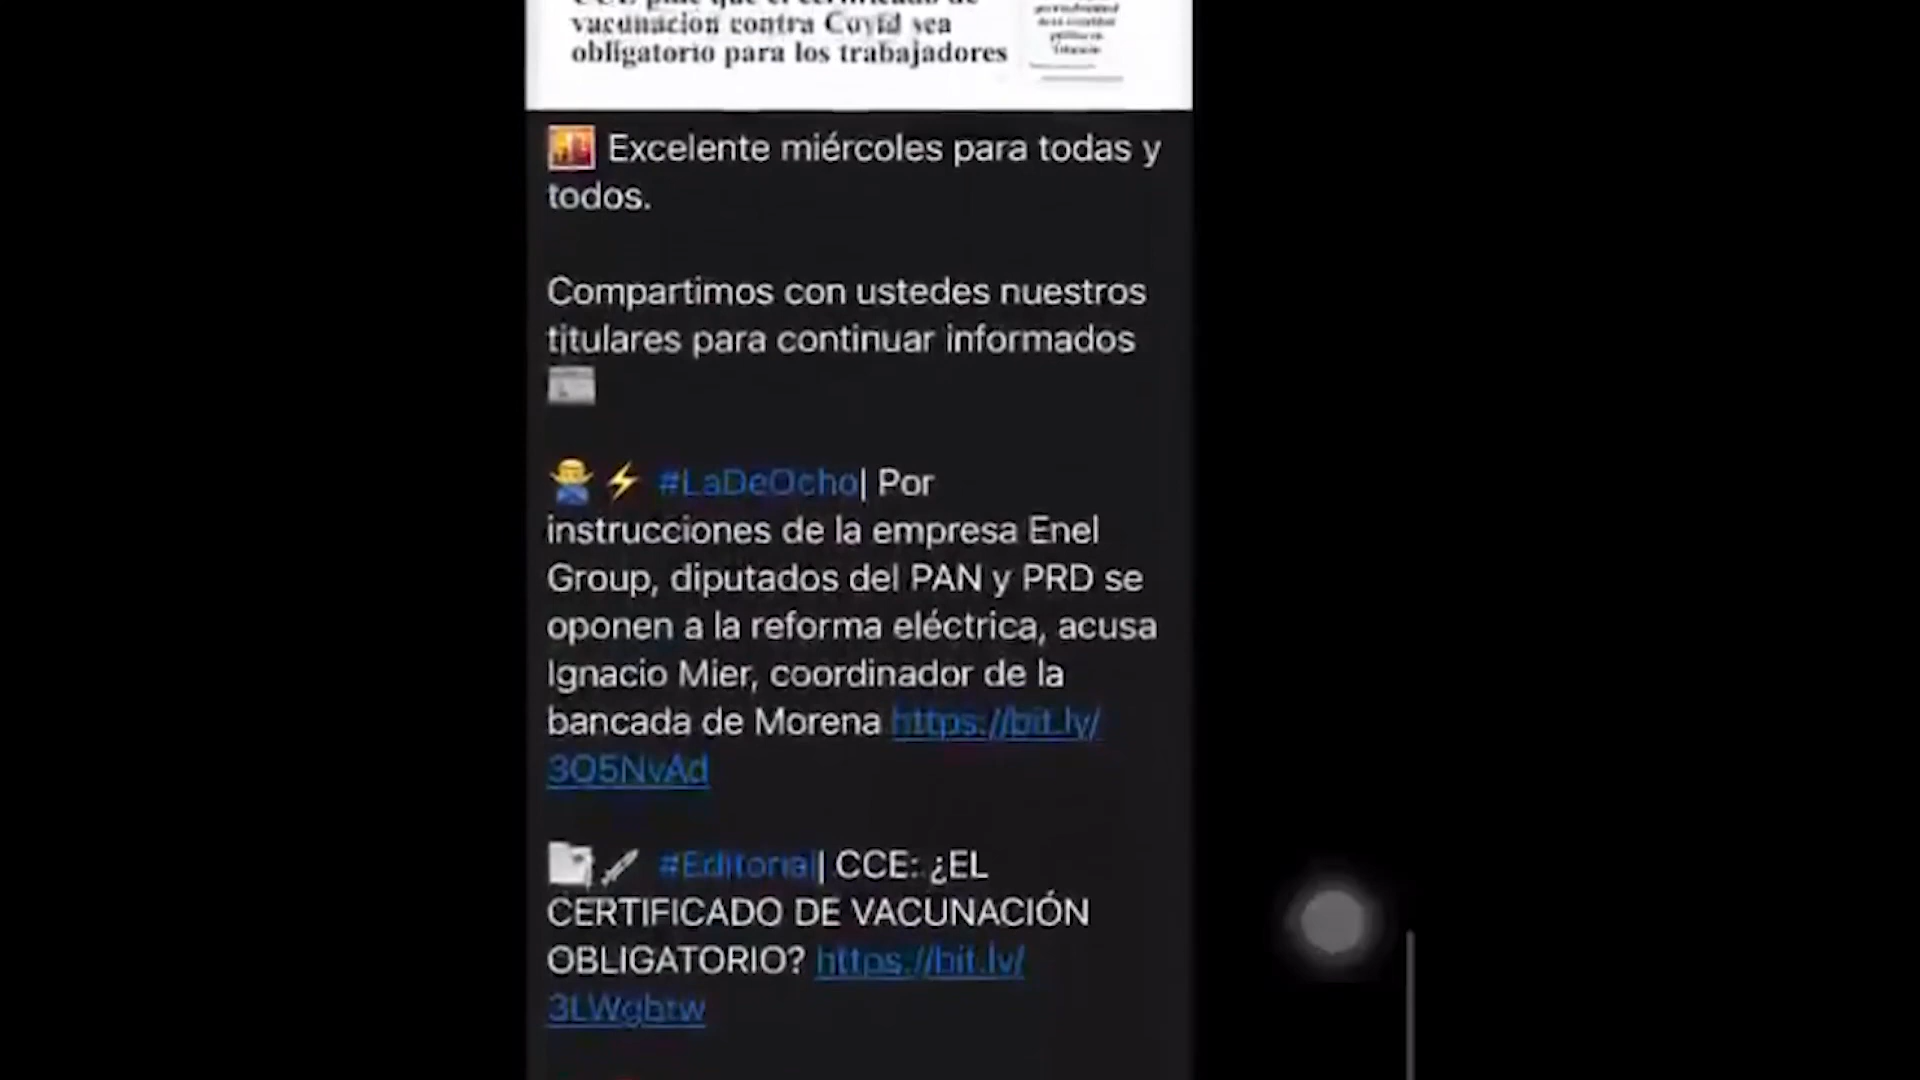 vacunación contra Covid sea
obligatorio para los trabajadores
Excelente miércoles para todas y
todos.
Compartimos con ustedes nuestros
titulares para continuar informados
#LaDeOcho| Por
instrucciones de la empresa Enel
Group, diputados del PAN y PRD se
oponen a la reforma eléctrica, acusa
Ignacio Mier, coordinador de la
bancada de Morena https://bit.ly/
3O5NvAd
#Editorial| CCE: ¿EL
CERTIFICADO DE VACUNACIÓN
OBLIGATORIO? https://bit.ly/
3LWgbtw